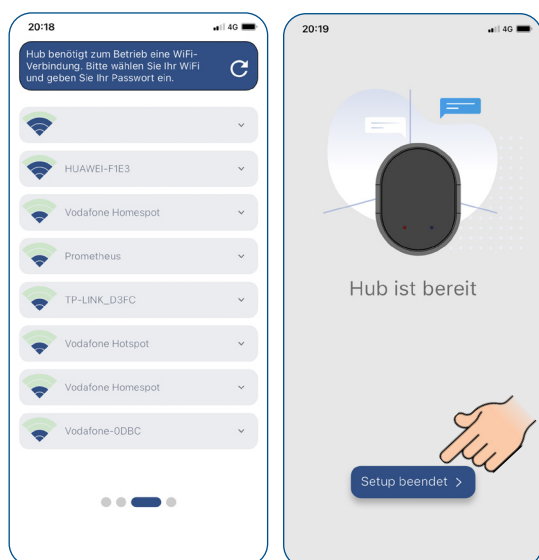 20:18
4G
Hub benötigt zum Betrieb eine WiFi-
Verbindung. Bitte wählen Sie Ihr WiFi
und geben Sie Ihr Passwort ein.
HUAWEI-F1E3
Vodafone Homespot
Prometheus
TP-LINK_D3FC
Vodafone Hotspot
Vodafone Homespot
Vodafone-0DBC
20:19
4G
Hub ist bereit
Setup beendet >